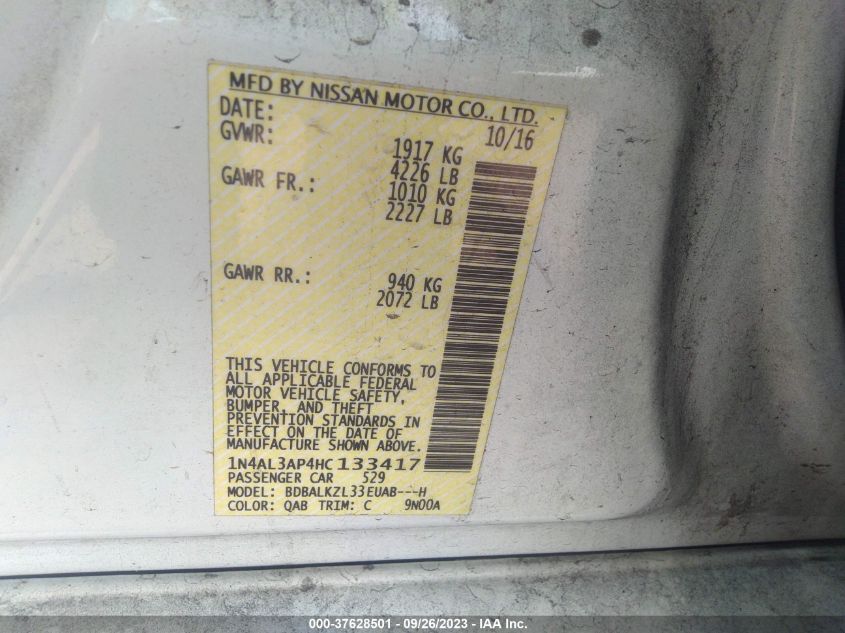 MFD BY NISSAN MOTOR CO., LTD.
DATE: 10/16
GVWR: 1917 KG
4226 LB
GAWR FR.: 1010 KG
2227 LB
GAWR RR.: 940 KG
2072 LB
THIS VEHICLE CONFORMS TO
ALL APPLICABLE FEDERAL
MOTOR VEHICLE SAFETY,
BUMPER, AND THEFT
PREVENTION STANDARDS IN
EFFECT ON THE DATE OF
MANUFACTURE SHOWN ABOVE.
1N4AL3AP4HC133417
PASSENGER CAR 529
MODEL: BDBALKZL33EUAB---H
COLOR: QAB TRIM: C 9N00A
000-37628501 - 09/26/2023 - IAA Inc.